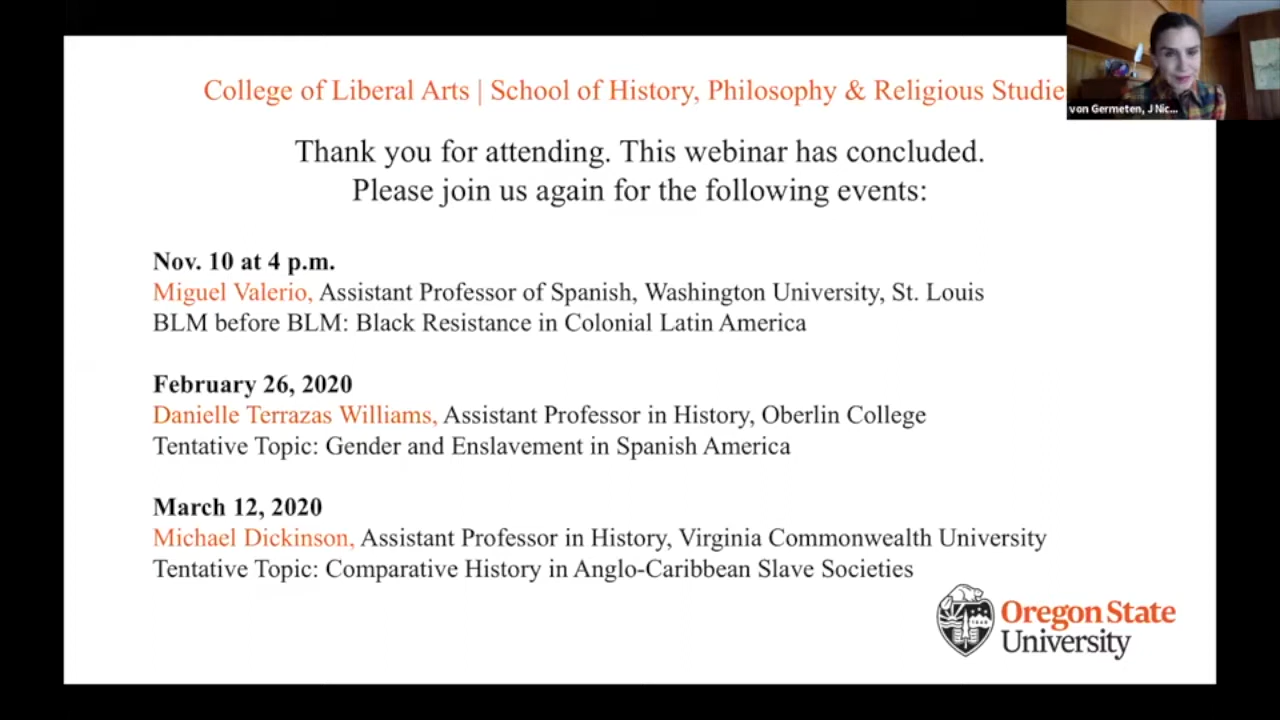 College of Liberal Arts | School of History, Philosophy & Religious Studie
von Germeten, J Nic...
Thank you for attending. This webinar has concluded.
Please join us again for the following events:
Nov. 10 at 4 p.m.
Miguel Valerio, Assistant Professor of Spanish, Washington University, St. Louis
BLM before BLM: Black Resistance in Colonial Latin America
February 26, 2020
Danielle Terrazas Williams, Assistant Professor in History, Oberlin College
Tentative Topic: Gender and Enslavement in Spanish America
March 12, 2020
Michael Dickinson, Assistant Professor in History, Virginia Commonwealth University
Tentative Topic: Comparative History in Anglo-Caribbean Slave Societies
Oregon State
University